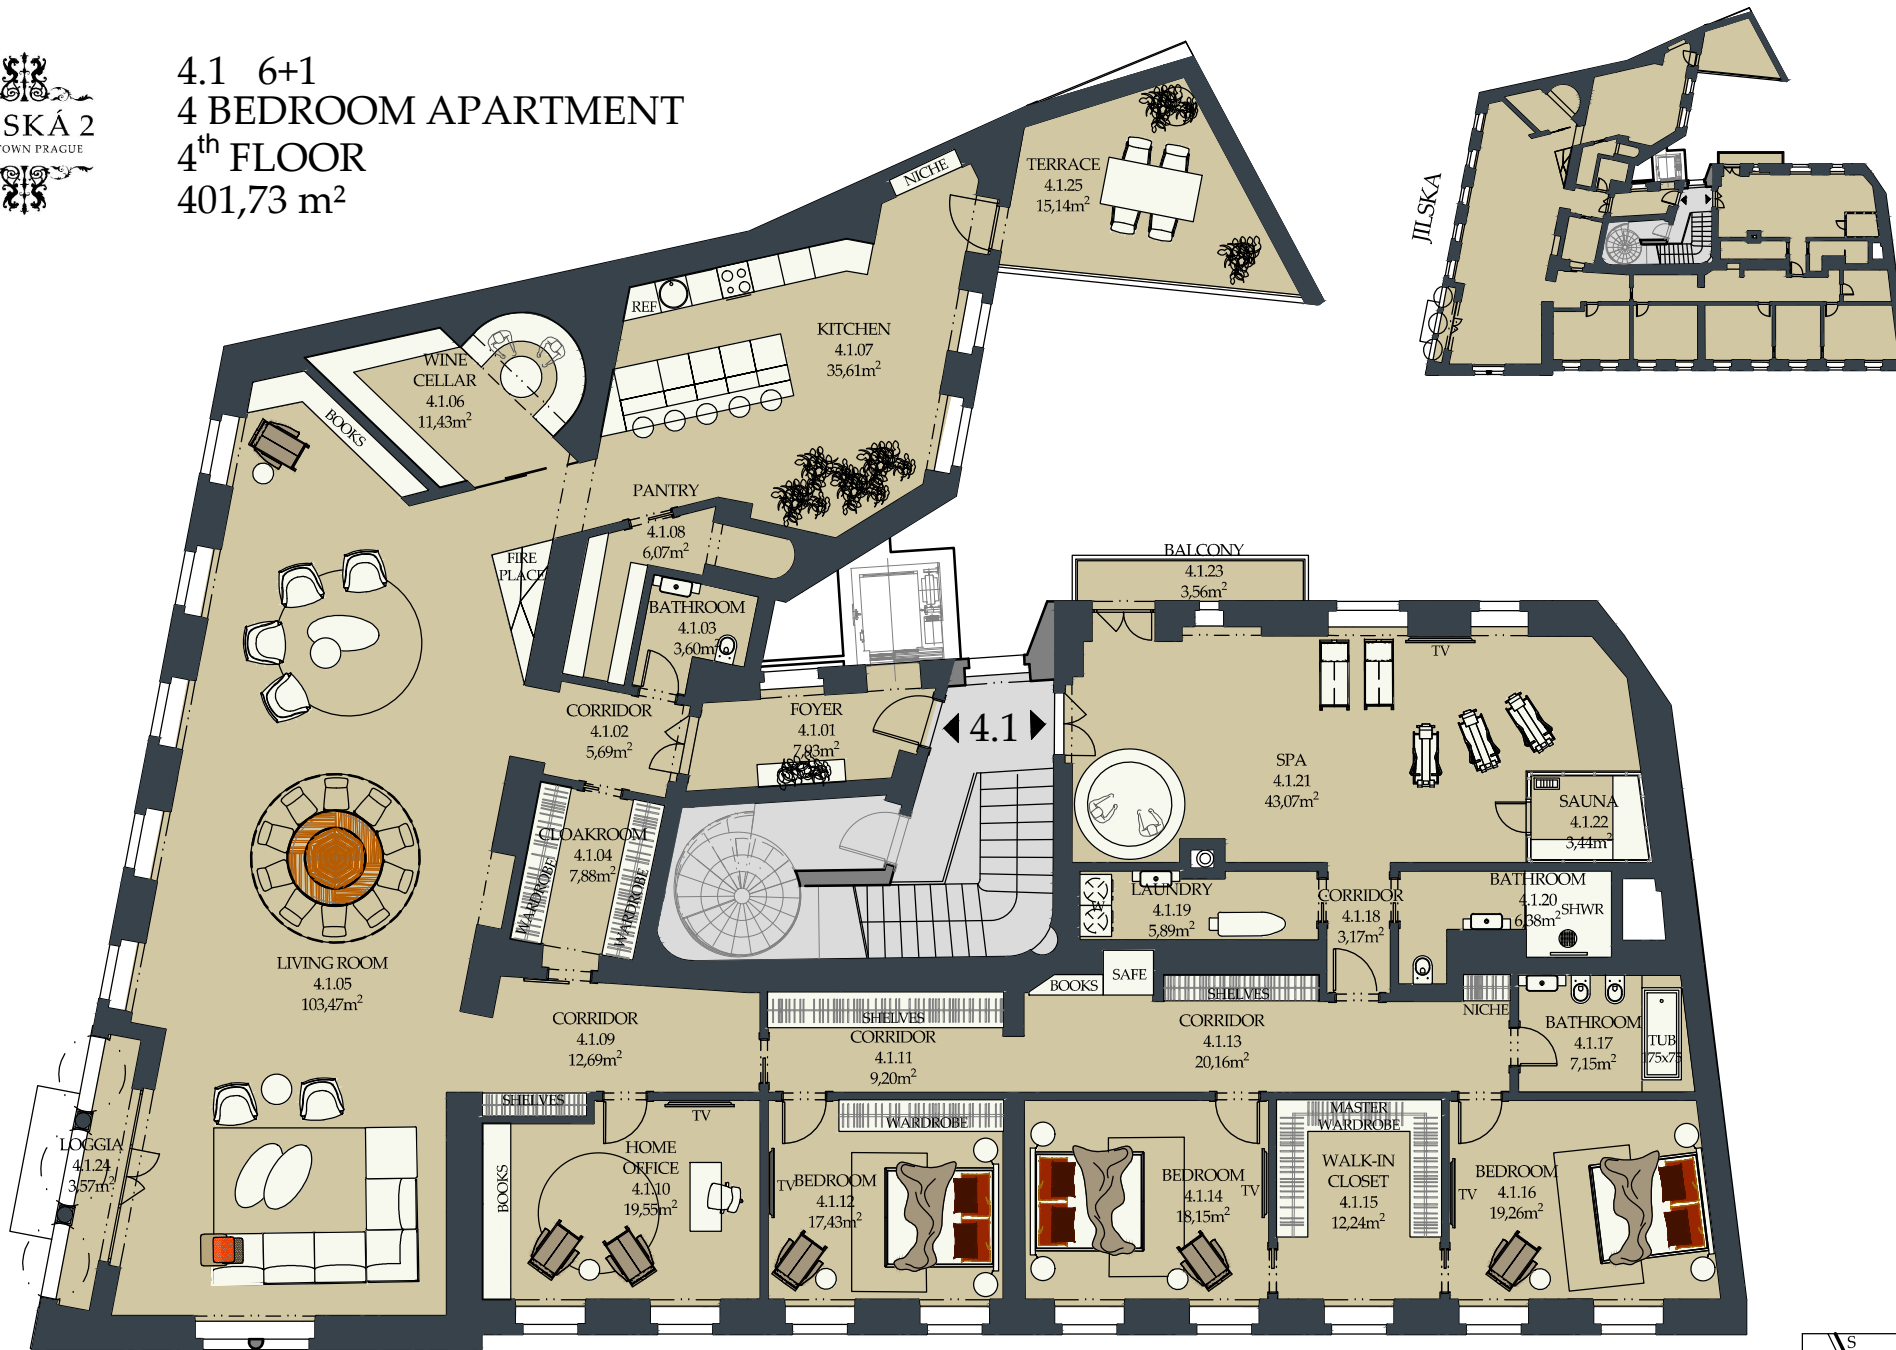 SKÁ 2
TOWN PRAGUE
4.1 6+1
4 BEDROOM APARTMENT
4th FLOOR
401,73 m²
JILSKA
NICHE
TERRACE
4.1.25
15,14m²
REF
KITCHEN
4.1.07
35,61m²
WINE
CELLAR
4.1.06
11,43m²
BOOKS
PANTRY
4.1.08
6,07m²
FIRE
PLACE
BATHROOM
4.1.03
3,60m²
BALCONY
4.1.23
3,56m²
TV
CORRIDOR
4.1.02
5,69m²
FOYER
4.1.01
7,93m²
4.1
SPA
4.1.21
43,07m²
SAUNA
4.1.22
3,44m²
CLOAKROOM
4.1.04
7,88m²
WARDROBE
WARDROBE
LAUNDRY
4.1.19
5,89m²
W
CORRIDOR
4.1.18
3,17m²
BATHROOM
4.1.20
6,38m²
SHWR
LIVING ROOM
4.1.05
103,47m²
BOOKS
SAFE
SHELVES
SHELVES
NICHE
CORRIDOR
4.1.09
12,69m²
CORRIDOR
4.1.11
9,20m²
CORRIDOR
4.1.13
20,16m²
BATHROOM
4.1.17
7,15m²
TUB
175x75
LOGGIA
4.1.24
3,57m²
SHELVES
TV
BOOKS
HOME
OFFICE
4.1.10
19,55m²
WARDROBE
TV
BEDROOM
4.1.12
17,43m²
BEDROOM
4.1.14
18,15m²
TV
MASTER
WARDROBE
WALK-IN
CLOSET
4.1.15
12,24m²
TV
BEDROOM
4.1.16
19,26m²
S